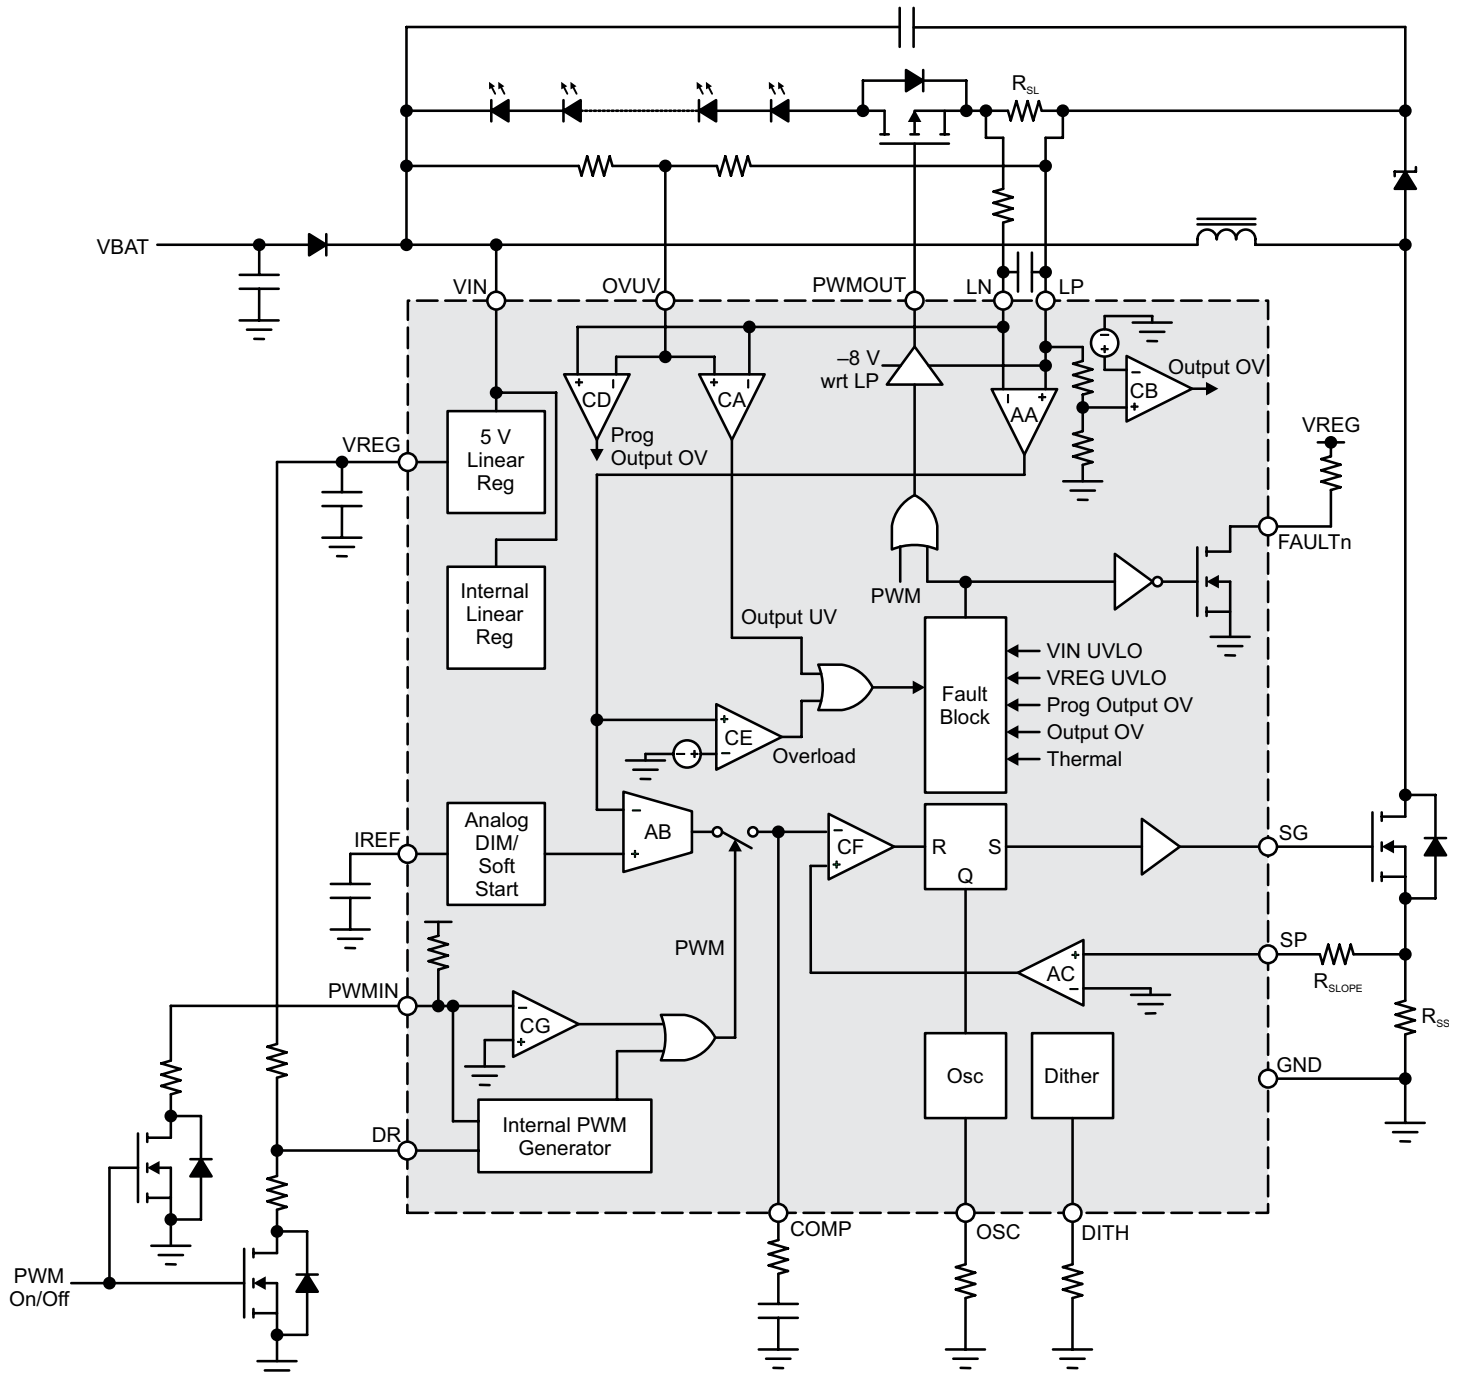 R_SL
VBAT
VIN
OVUV
PWMOUT
LN
LP
–8 V
wrt LP
+
–
Output OV
–
CB
+
+
CD
+
CA
AA
+
Prog
Output OV
VREG
5 V
Linear
Reg
VREG
FAULTn
Internal
Linear
Reg
PWM
Output UV
Fault
Block
VIN UVLO
VREG UVLO
Prog Output OV
Output OV
Thermal
+
CE
–
– +
Overload
IREF
Analog
DIM/
Soft
Start
–
AB
+
–
CF
+
R
S
Q
SG
PWM
SP
+
AC
–
R_SLOPE
R_SS
PWMIN
–
CG
+
Osc
Dither
GND
DR
Internal PWM
Generator
COMP
OSC
DITH
PWM
On/Off